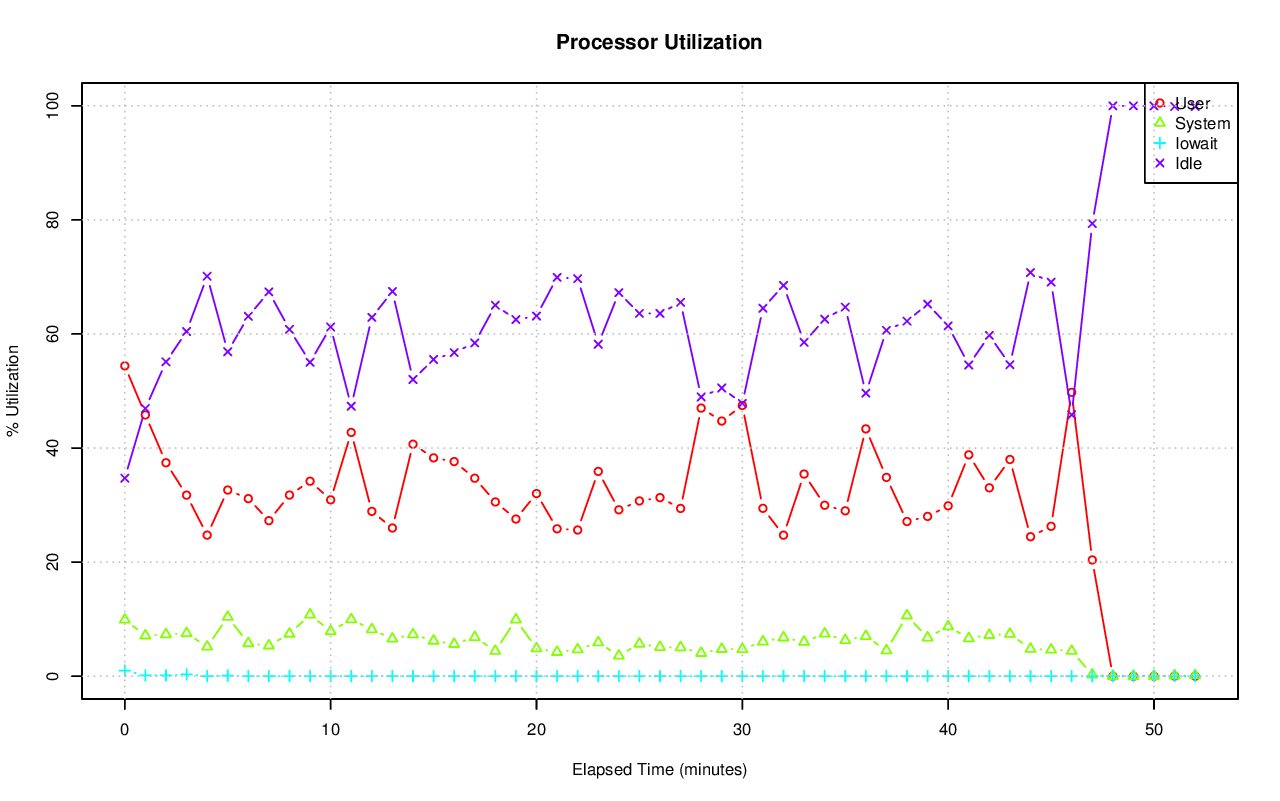 Processor Utilization
% Utilization
100
80
60
40
20
0
User
System
Iowait
Idle
0 10 20 30 40 50
Elapsed Time (minutes)